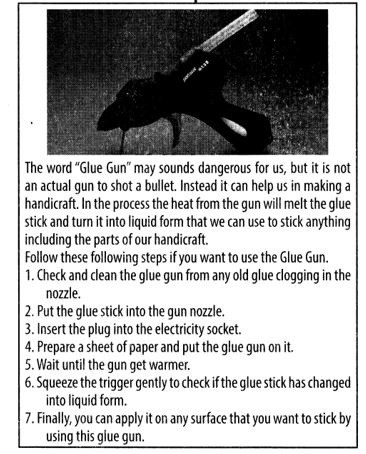 The word “Glue Gun” may sounds dangerous for us, but it is not
an actual gun to shot a bullet. Instead it can help us in making a
handicraft. In the process the heat from the gun will melt the glue
stick and turn it into liquid form that we can use to stick anything
including the parts of our handicraft.
Follow these following steps if you want to use the Glue Gun.
1. Check and clean the glue gun from any old glue clogging in the
nozzle.
2. Put the glue stick into the gun nozzle.
3. Insert the plug into the electricity socket.
4. Prepare a sheet of paper and put the glue gun on it.
5. Wait until the gun get warmer.
6. Squeeze the trigger gently to check if the glue stick has changed
into liquid form.
7. Finally, you can apply it on any surface that you want to stick by
using this glue gun.